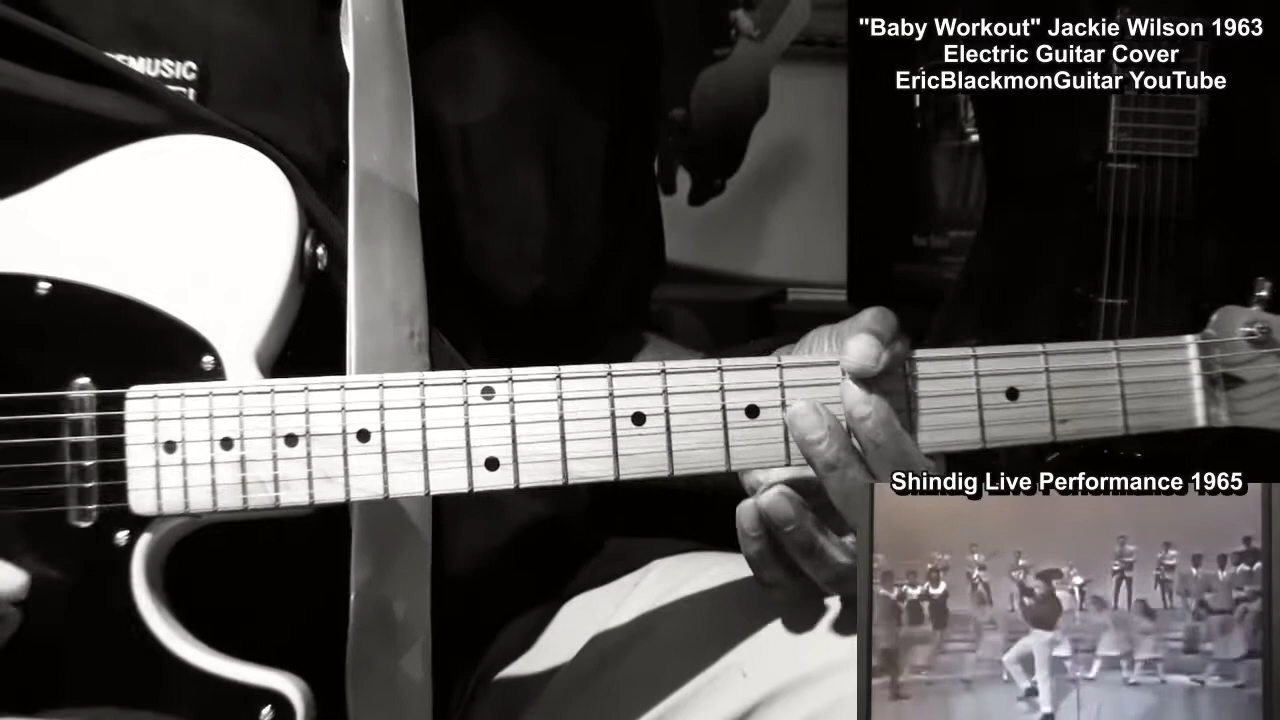 "Baby Workout" Jackie Wilson 1963
Electric Guitar Cover
EricBlackmonGuitar YouTube
Shindig Live Performance 1965